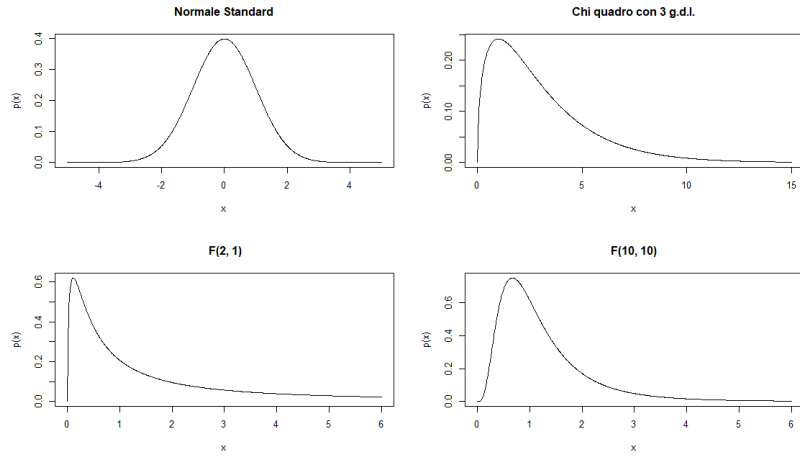 Normale Standard
p(x)
0.0 0.1 0.2 0.3 0.4
-4 -2 0 2 4
x
Chi quadro con 3 g.d.l.
p(x)
0.00 0.10 0.20
0 5 10 15
x
F(2, 1)
p(x)
0.0 0.2 0.4 0.6
0 1 2 3 4 5 6
x
F(10, 10)
p(x)
0.0 0.2 0.4 0.6
0 1 2 3 4 5 6
x